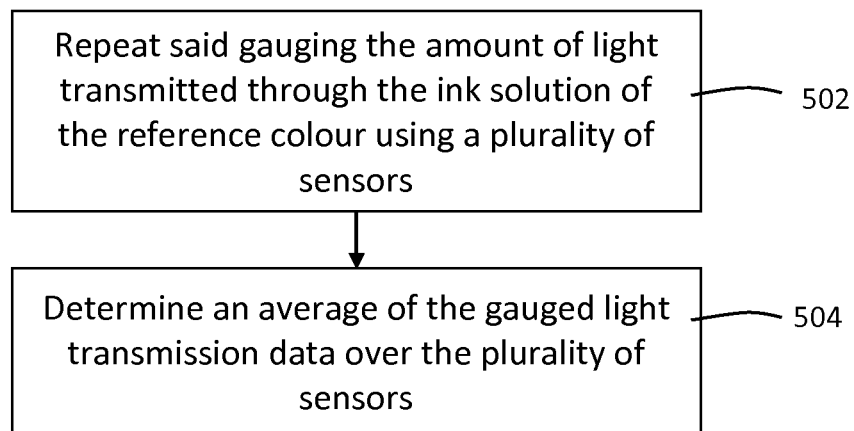 Repeat said gauging the amount of light
transmitted through the ink solution of
the reference colour using a plurality of
sensors
502
Determine an average of the gauged light
transmission data over the plurality of
sensors
504